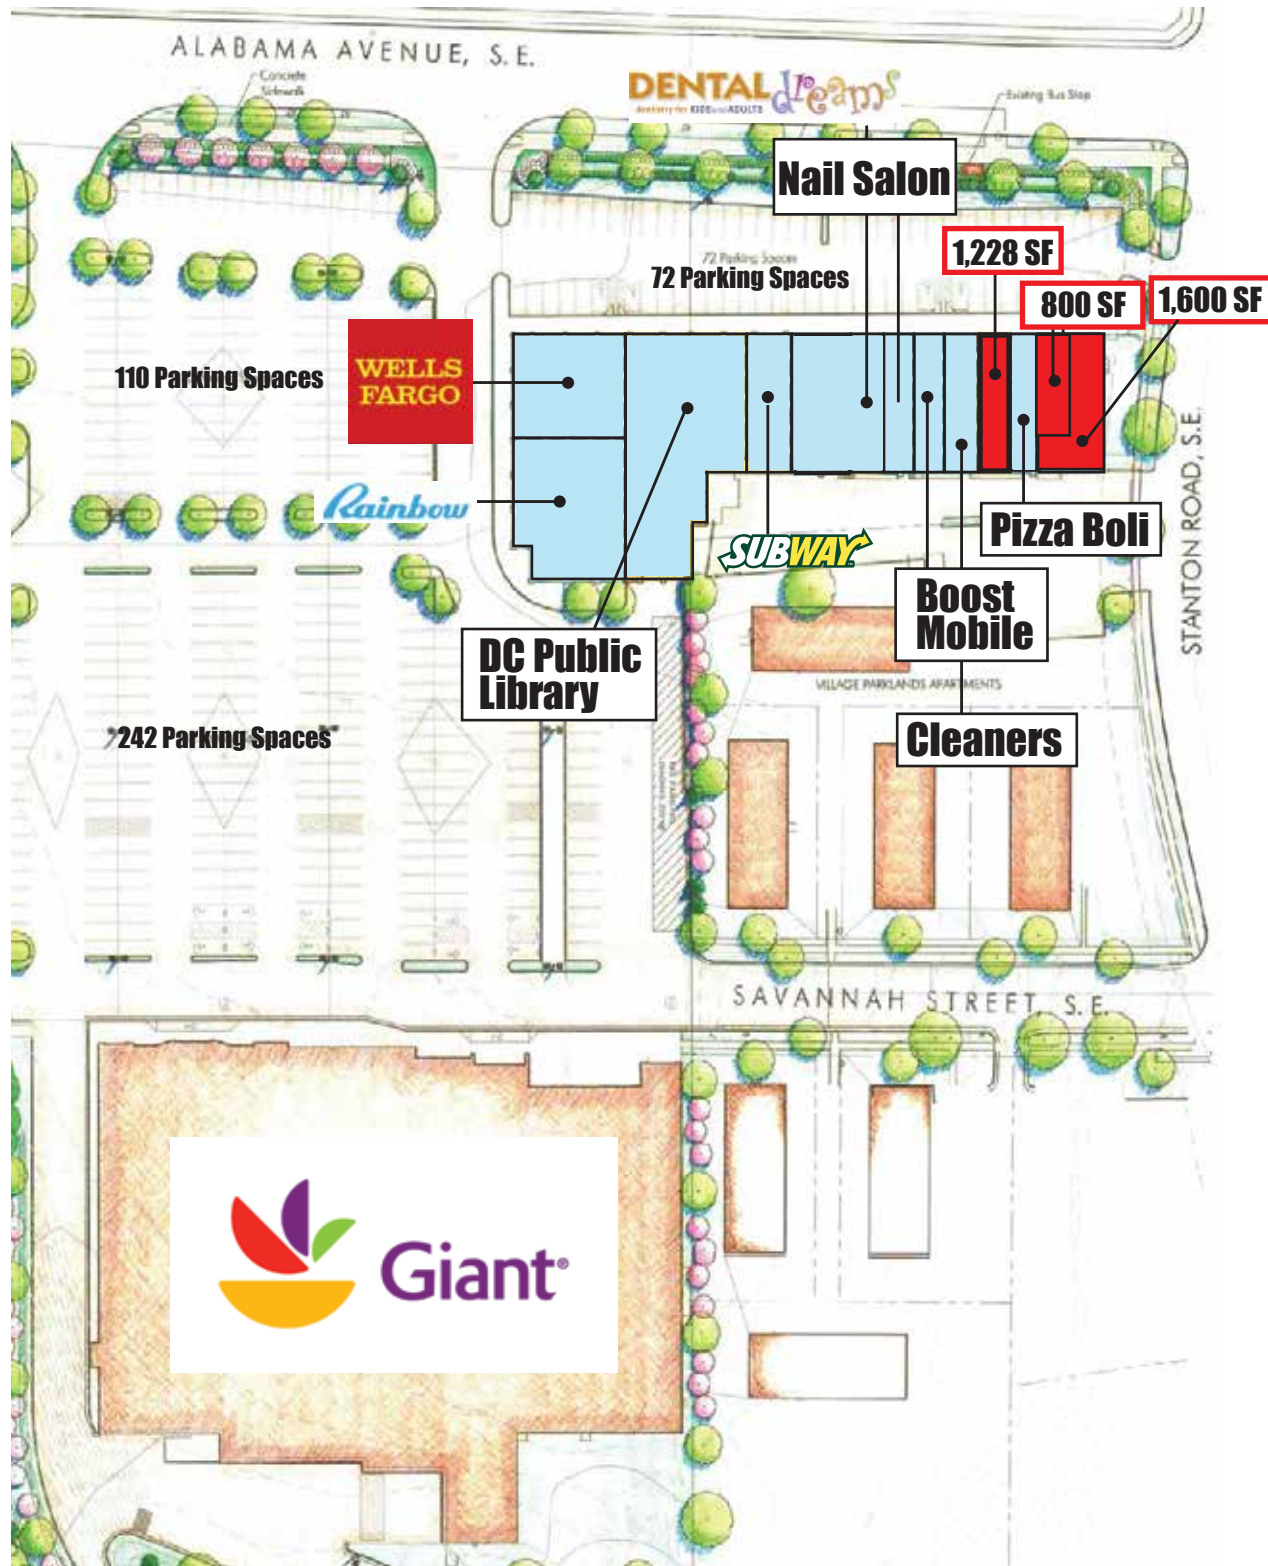 ALABAMA AVENUE, S.E.
Concrete
Sidewalk
DENTAL dreams
dentistry for KIDS and ADULTS
Existing Bus Stop
Nail Salon
1,228 SF
72 Parking Spaces
72 Parking Spaces
800 SF
1,600 SF
WELLS
FARGO
110 Parking Spaces
STANTON ROAD, S.E.
Rainbow
SUBWAY
Pizza Boli
Boost
Mobile
DC Public
Library
VILLAGE PARKLANDS APARTMENTS
Cleaners
242 Parking Spaces
SAVANNAH STREET, S.E.
Giant®